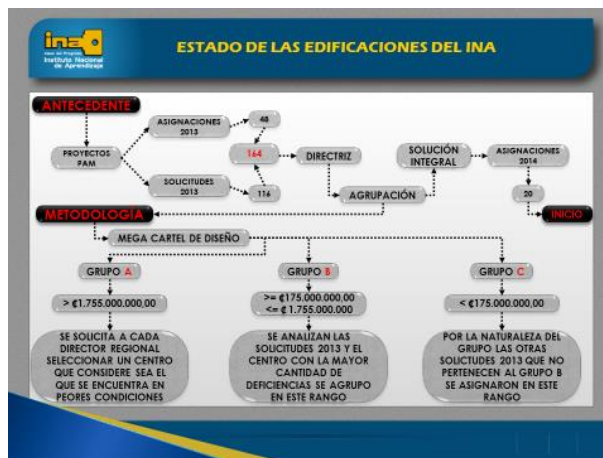 ina
Instituto Nacional
de Aprendizaje
ESTADO DE LAS EDIFICACIONES DEL INA
ANTECEDENTE
PROYECTOS
PAM
ASIGNACIONES
2013
48
164
SOLICITUDES
2013
116
DIRECTRIZ
AGRUPACIÓN
SOLUCIÓN
INTEGRAL
ASIGNACIONES
2014
20
INICIO
METODOLOGÍA
MEGA CARTEL DE DISEÑO
GRUPO A
> ₡1.755.000.000,00
SE SOLICITA A CADA
DIRECTOR REGIONAL
SELECCIONAR UN CENTRO
QUE CONSIDERE SEA EL
QUE SE ENCUENTRA EN
PEORES CONDICIONES
GRUPO B
>= ₡175.000.000,00
<= ₡1.755.000.000
SE ANALIZAN LAS
SOLICITUDES 2013 Y EL
CENTRO CON LA MAYOR
CANTIDAD DE
DEFICIENCIAS SE AGRUPO
EN ESTE RANGO
GRUPO C
< ₡175.000.000,00
POR LA NATURALEZA DEL
GRUPO LAS OTRAS
SOLICTUDES 2013 QUE NO
PERTENECEN AL GRUPO B
SE ASIGNARON EN ESTE
RANGO